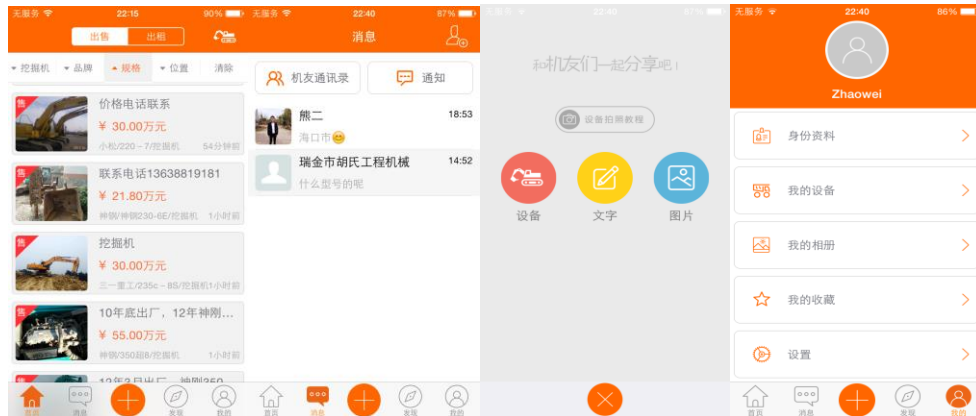 无服务
22:15
90%
出售
出租
挖掘机
品牌
规格
位置
清除
售
价格电话联系
¥ 30.00万元
小松/220-7/挖掘机
54分钟前
售
联系电话13638819181
¥ 21.80万元
神钢/神钢230-6E/挖掘机
1小时前
售
挖掘机
¥ 30.00万元
三一重工/235c-8S/挖掘机1小时前
售
10年底出厂，12年神刚...
¥ 55.00万元
神钢/350超8/挖掘机
1小时前
首页
消息
发现
我的
无服务
22:40
87%
消息
机友通讯录
通知
熊二
18:53
海口市😊
瑞金市胡氏工程机械
14:52
什么型号的呢
首页
消息
发现
我的
无服务
22:40
87%
和机友们一起分享吧！
设备拍照教程
设备
文字
图片
无服务
22:40
86%
Zhaowei
身份资料
我的设备
我的相册
我的收藏
设置
首页
消息
发现
我的